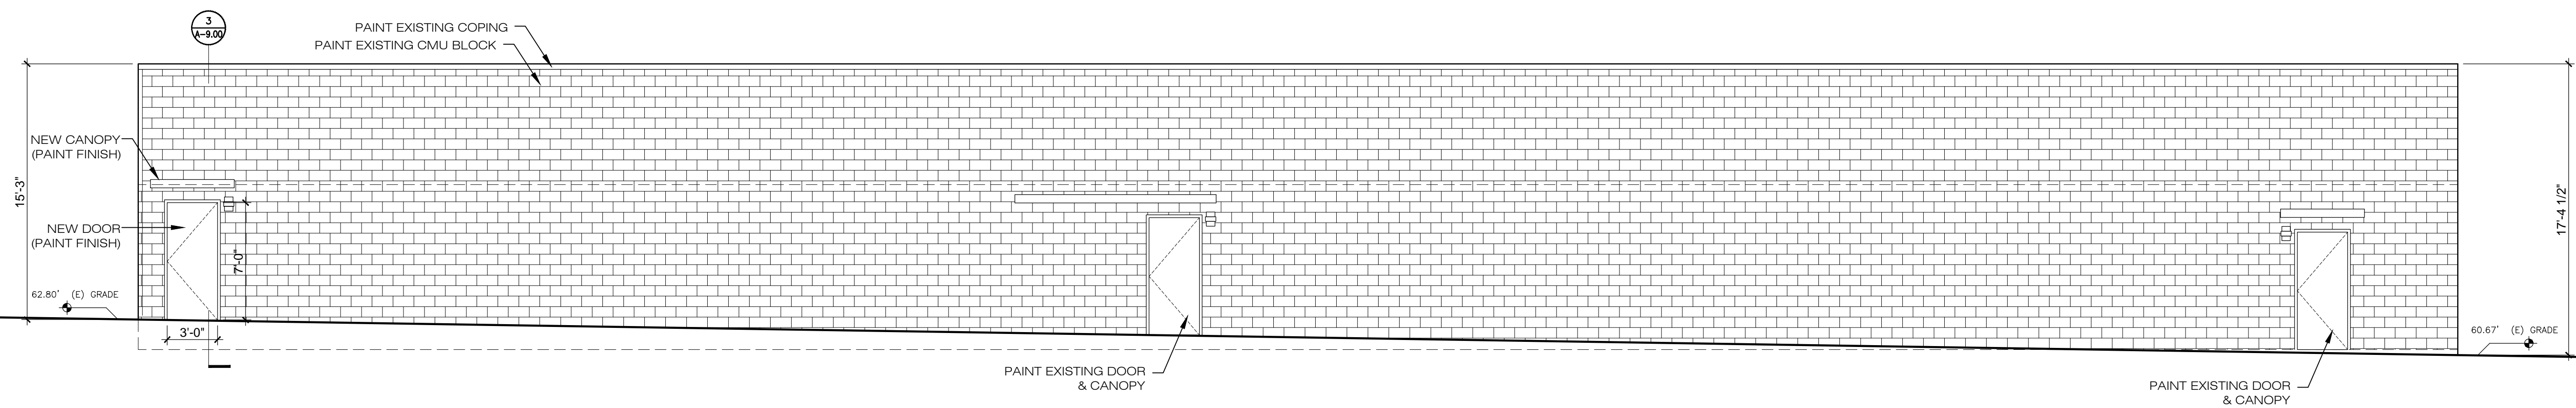 3
A-9.00
PAINT EXISTING COPING
PAINT EXISTING CMU BLOCK
15'-3"
NEW CANOPY
(PAINT FINISH)
NEW DOOR
(PAINT FINISH)
7'-0"
62.80' (E) GRADE
3'-0"
PAINT EXISTING DOOR
& CANOPY
17'-4 1/2"
60.67' (E) GRADE
PAINT EXISTING DOOR
& CANOPY